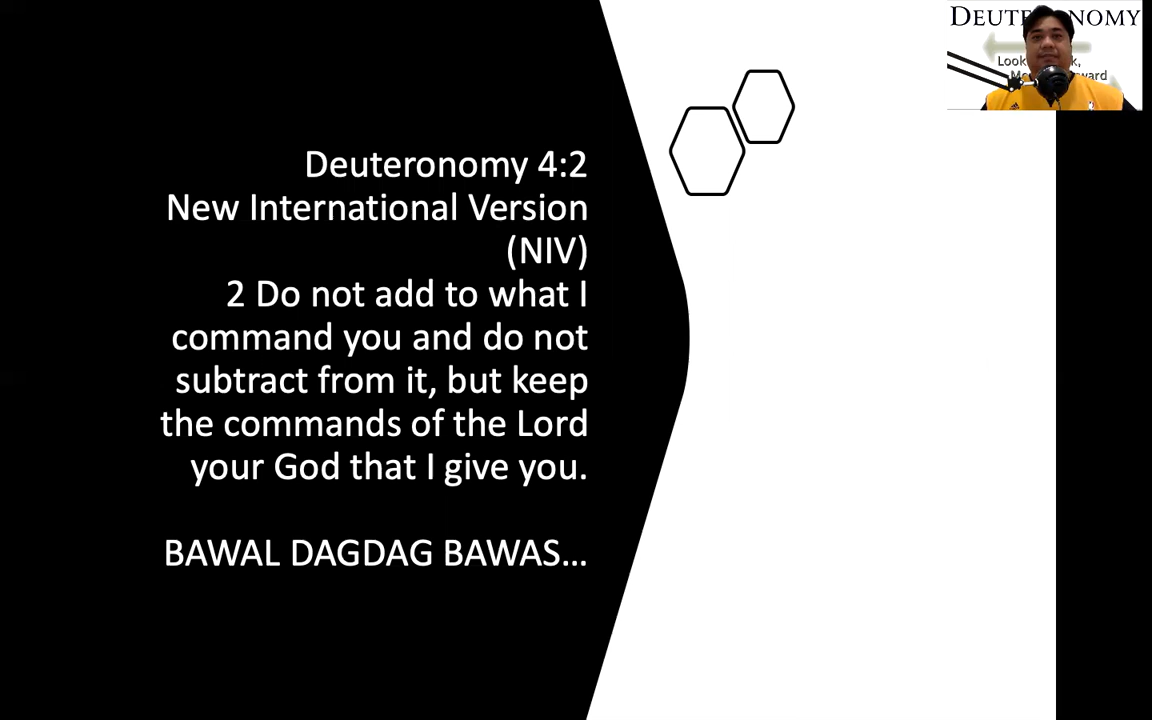 Deuteronomy 4:2
New International Version
(NIV)
2 Do not add to what I
command you and do not
subtract from it, but keep
the commands of the Lord
your God that I give you.
BAWAL DAGDAG BAWAS…